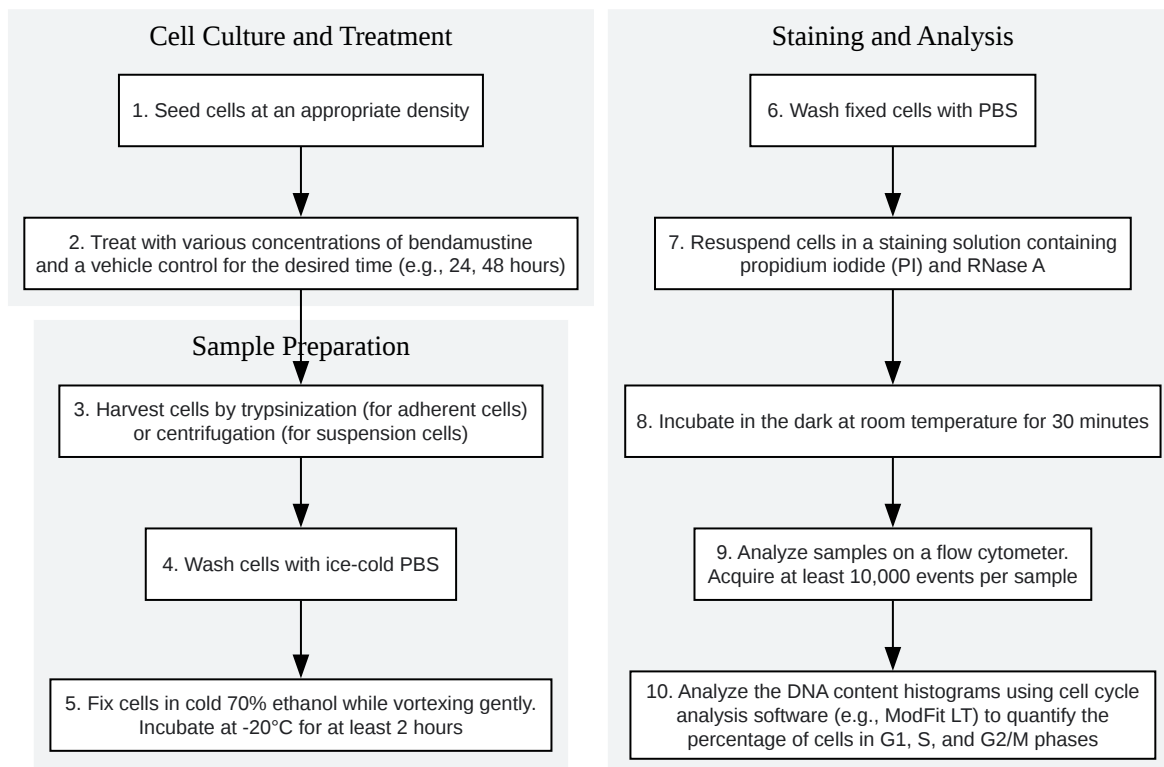 Cell Culture and Treatment
1. Seed cells at an appropriate density
2. Treat with various concentrations of bendamustine
and a vehicle control for the desired time (e.g., 24, 48 hours)
Sample Preparation
3. Harvest cells by trypsinization (for adherent cells)
or centrifugation (for suspension cells)
4. Wash cells with ice-cold PBS
5. Fix cells in cold 70% ethanol while vortexing gently.
Incubate at -20°C for at least 2 hours
Staining and Analysis
6. Wash fixed cells with PBS
7. Resuspend cells in a staining solution containing
propidium iodide (PI) and RNase A
8. Incubate in the dark at room temperature for 30 minutes
9. Analyze samples on a flow cytometer.
Acquire at least 10,000 events per sample
10. Analyze the DNA content histograms using cell cycle
analysis software (e.g., ModFit LT) to quantify the
percentage of cells in G1, S, and G2/M phases